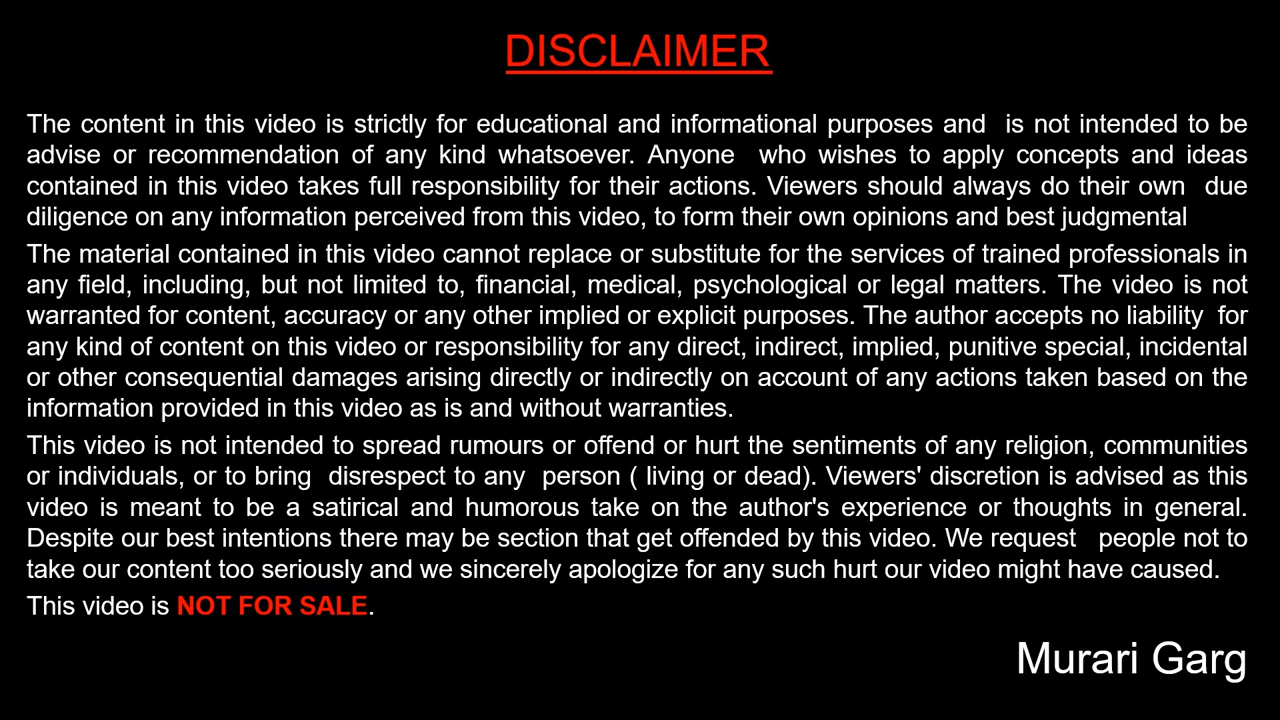 DISCLAIMER
The content in this video is strictly for educational and informational purposes and is not intended to be
advise or recommendation of any kind whatsoever. Anyone who wishes to apply concepts and ideas
contained in this video takes full responsibility for their actions. Viewers should always do their own due
diligence on any information perceived from this video, to form their own opinions and best judgmental
The material contained in this video cannot replace or substitute for the services of trained professionals in
any field, including, but not limited to, financial, medical, psychological or legal matters. The video is not
warranted for content, accuracy or any other implied or explicit purposes. The author accepts no liability for
any kind of content on this video or responsibility for any direct, indirect, implied, punitive special, incidental
or other consequential damages arising directly or indirectly on account of any actions taken based on the
information provided in this video as is and without warranties.
This video is not intended to spread rumours or offend or hurt the sentiments of any religion, communities
or individuals, or to bring disrespect to any person ( living or dead). Viewers' discretion is advised as this
video is meant to be a satirical and humorous take on the author's experience or thoughts in general.
Despite our best intentions there may be section that get offended by this video. We request people not to
take our content too seriously and we sincerely apologize for any such hurt our video might have caused.
This video is NOT FOR SALE.
Murari Garg